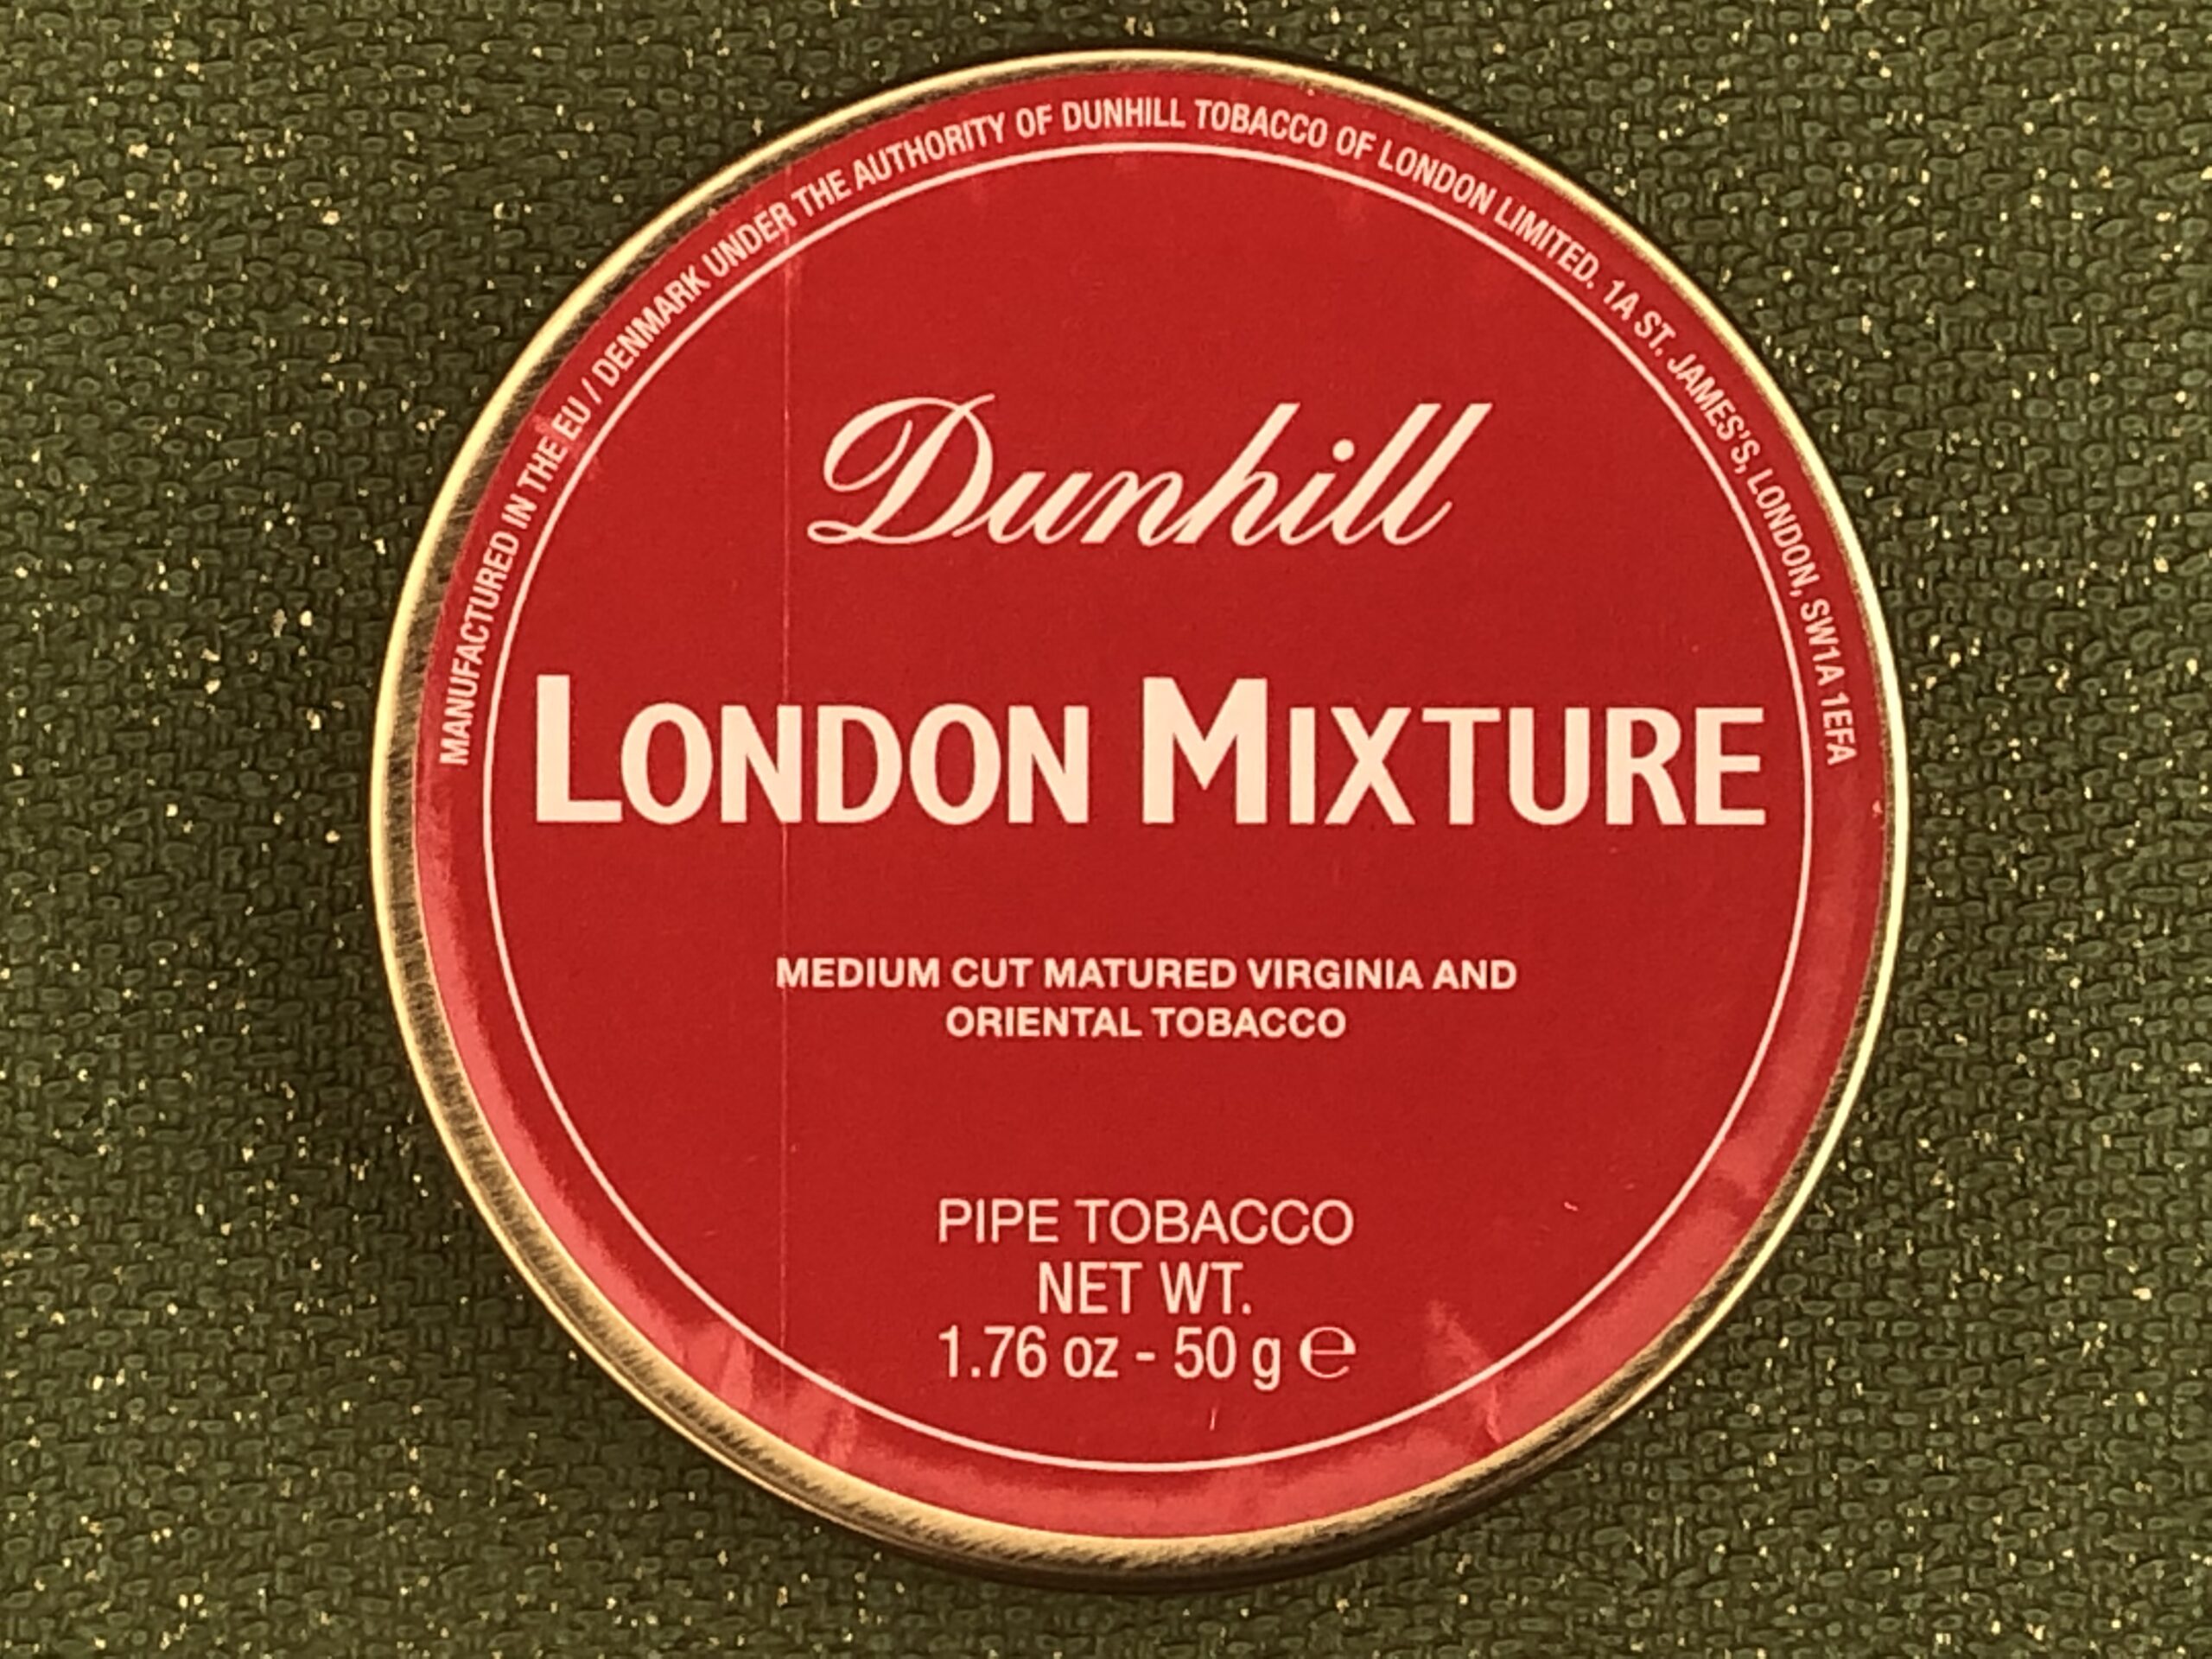 MANUFACTURED IN THE EU / DENMARK UNDER THE AUTHORITY OF DUNHILL TOBACCO OF LONDON LIMITED. 1A ST. JAMES'S, LONDON, SW1A 1EFA
Dunhill
LONDON MIXTURE
MEDIUM CUT MATURED VIRGINIA AND
ORIENTAL TOBACCO
PIPE TOBACCO
NET WT.
1.76 oz - 50 g ℮